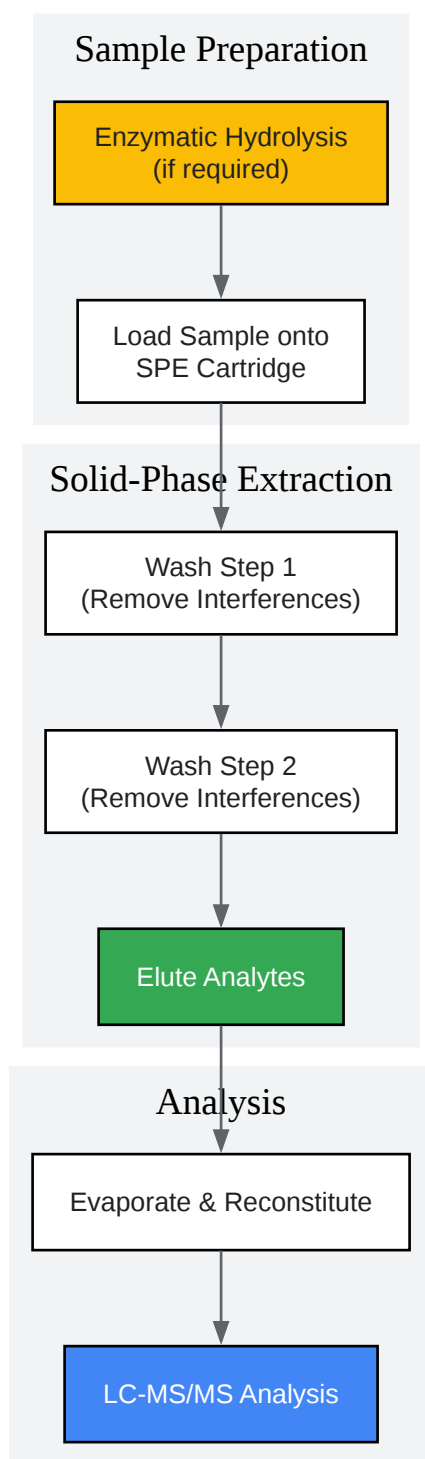 Sample Preparation
Enzymatic Hydrolysis
(if required)
Load Sample onto
SPE Cartridge
Solid-Phase Extraction
Wash Step 1
(Remove Interferences)
Wash Step 2
(Remove Interferences)
Elute Analytes
Analysis
Evaporate & Reconstitute
LC-MS/MS Analysis